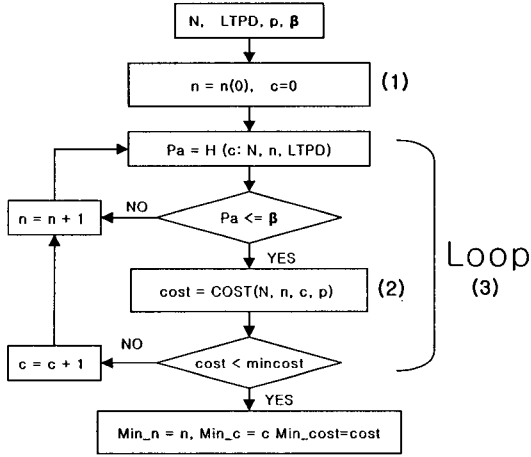 N, LTPD, p, β
n = n(0), c=0
(1)
Pa = H (c: N, n, LTPD)
NO
n = n + 1
Pa <= β
YES
Loop
(3)
cost = COST(N, n, c, p)
(2)
NO
c = c + 1
cost < mincost
YES
Min_n = n, Min_c = c Min_cost=cost